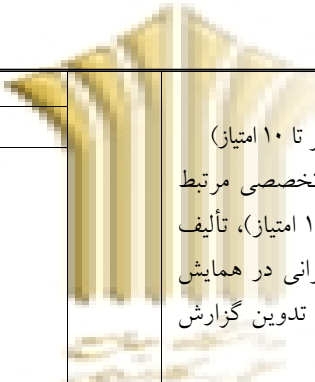 ر تا ۱۰ امتیاز)
تخصصی مرتبط
۱ امتیاز)، تألیف
رانی در همایش
تدوین گزارش